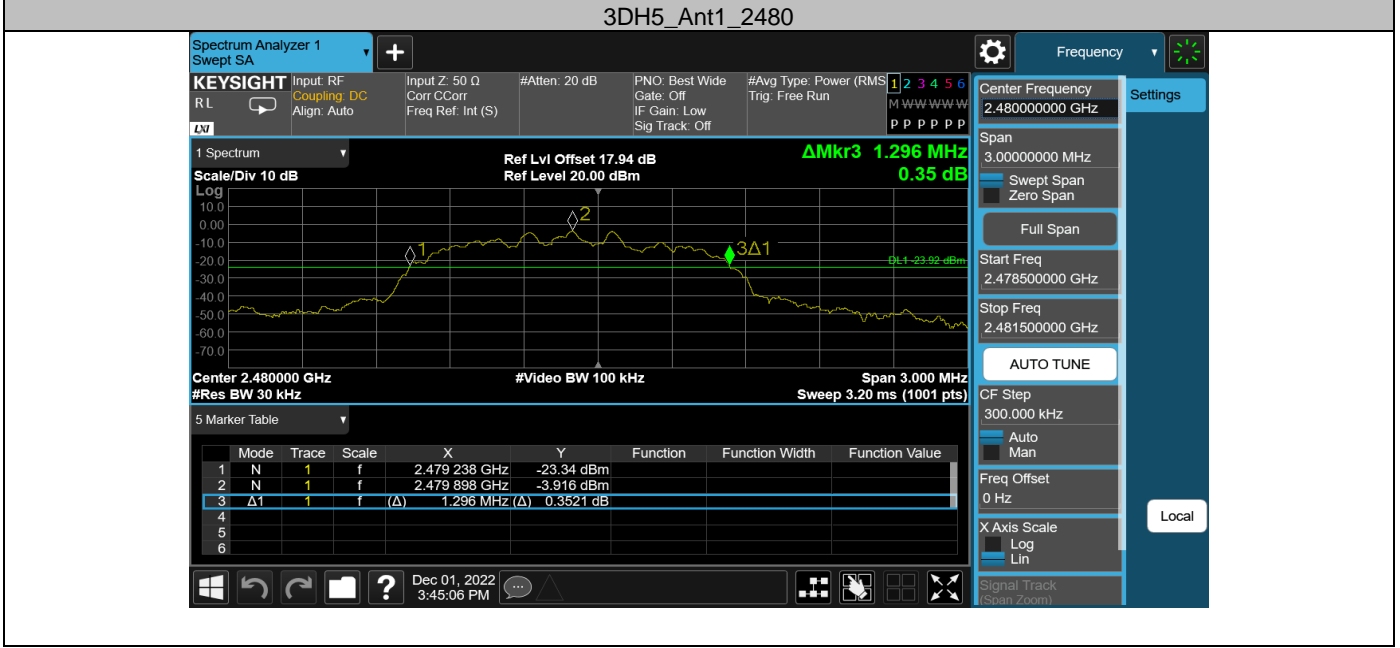 3DH5_Ant1_2480
Spectrum Analyzer 1
Swept SA
+
Frequency
KEYSIGHT
RL
LXI
Input: RF
Coupling: DC
Align: Auto
Input Z: 50 Ω
Corr CCorr
Freq Ref: Int (S)
#Atten: 20 dB
PNO: Best Wide
Gate: Off
IF Gain: Low
Sig Track: Off
#Avg Type: Power (RMS
Trig: Free Run
1 2 3 4 5 6
M W W W W W
P P P P P P
1 Spectrum
Scale/Div 10 dB
Ref Lvl Offset 17.94 dB
Ref Level 20.00 dBm
ΔMkr3 1.296 MHz
0.35 dB
Log
10.0
0.00
-10.0
-20.0
-30.0
-40.0
-50.0
-60.0
-70.0
1
2
3Δ1
DL1 -23.92 dBm
Center 2.480000 GHz
#Res BW 30 kHz
#Video BW 100 kHz
Span 3.000 MHz
Sweep 3.20 ms (1001 pts)
5 Marker Table
Mode Trace Scale X Y Function Function Width Function Value
1 N 1 f 2.479 238 GHz -23.34 dBm
2 N 1 f 2.479 898 GHz -3.916 dBm
3 Δ1 1 f (Δ) 1.296 MHz (Δ) 0.3521 dB
4
5
6
?
Dec 01, 2022
3:45:06 PM
Center Frequency
2.480000000 GHz
Span
3.00000000 MHz
Swept Span
Zero Span
Full Span
Start Freq
2.478500000 GHz
Stop Freq
2.481500000 GHz
AUTO TUNE
CF Step
300.000 kHz
Auto
Man
Freq Offset
0 Hz
X Axis Scale
Log
Lin
Signal Track
(Span Zoom)
Settings
Local